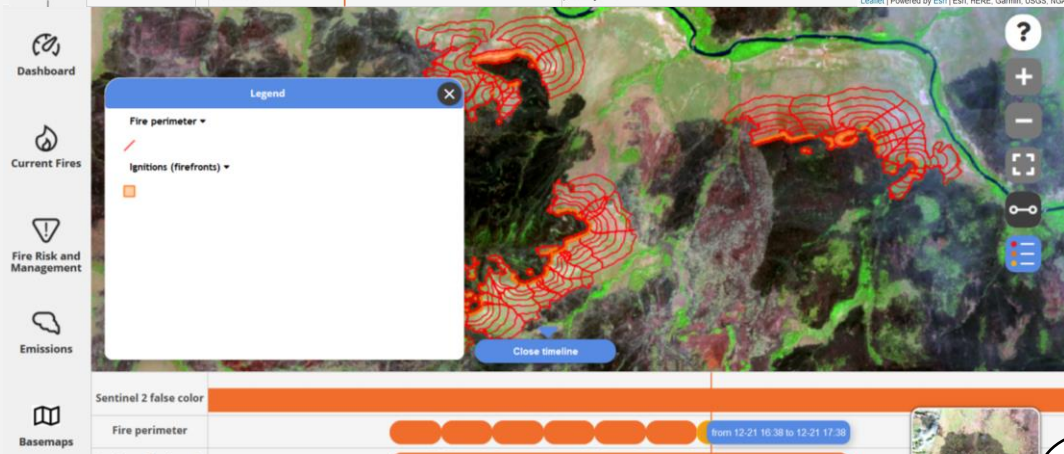 Leaflet | Powered by Esri | Esri, HERE, Garmin, USGS, NGA
?
Dashboard
Legend
Fire perimeter
Ignitions (firefronts)
Current Fires
Fire Risk and
Management
Emissions
Close timeline
Sentinel 2 false color
Fire perimeter
from 12-21 16:38 to 12-21 17:38
Basemaps